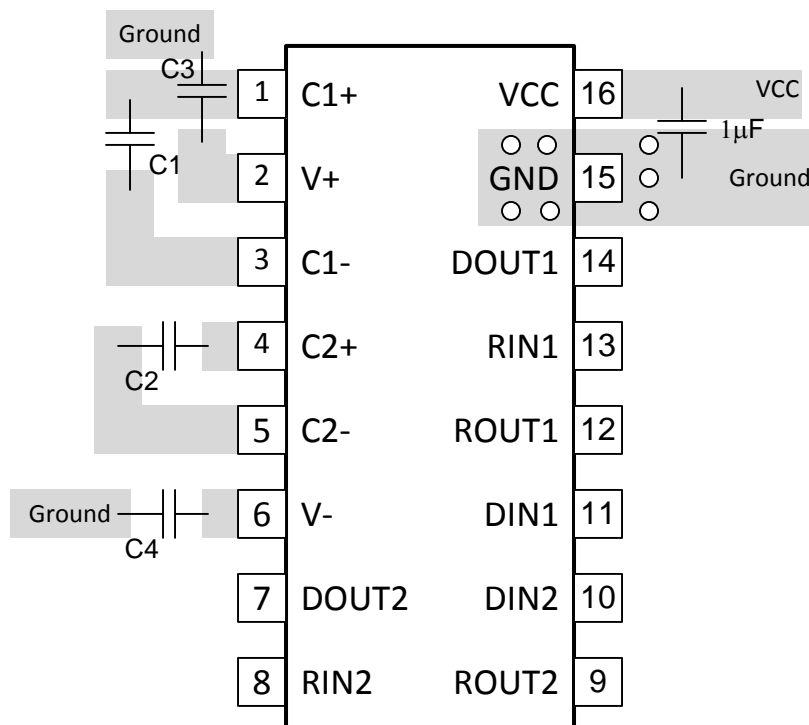 Ground
C3
1 C1+ VCC 16 VCC
C1 1μF
2 V+ GND 15 Ground
3 C1- DOUT1 14
4 C2+ RIN1 13
C2
5 C2- ROUT1 12
Ground 6 V- DIN1 11
C4
7 DOUT2 DIN2 10
8 RIN2 ROUT2 9